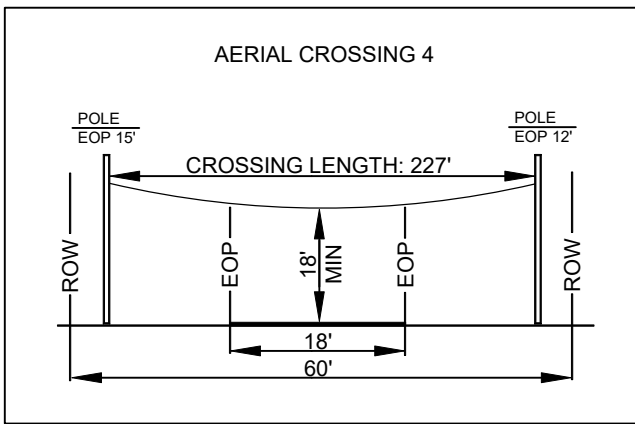 AERIAL CROSSING 4
POLE
EOP 15'
POLE
EOP 12'
CROSSING LENGTH: 227'
ROW
EOP
18'
MIN
EOP
ROW
18'
60'